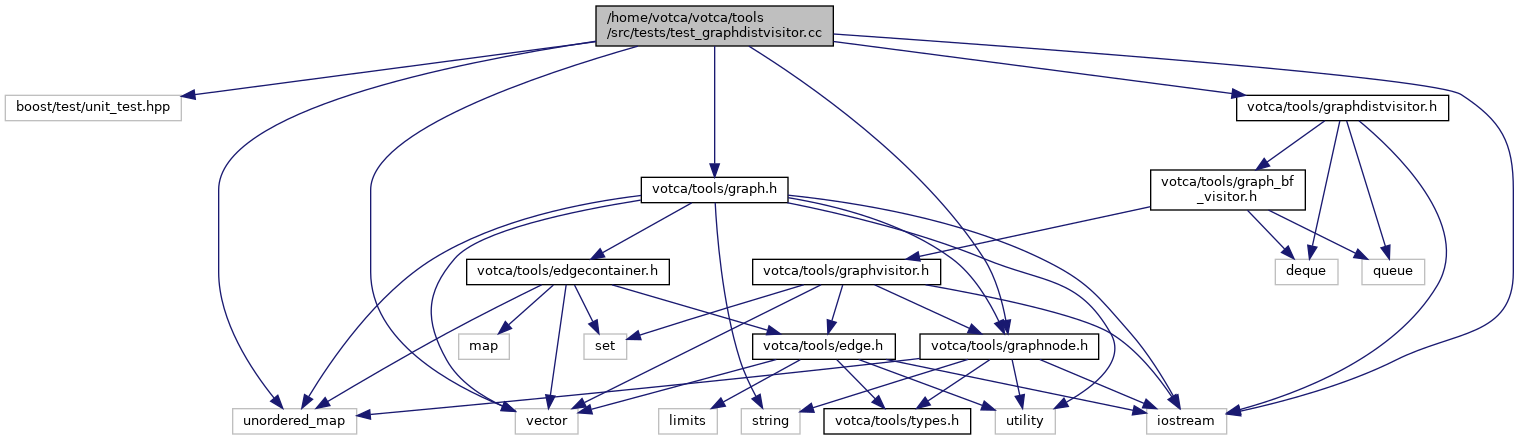 /home/votca/votca/tools
/src/tests/test_graphdistvisitor.cc
boost/test/unit_test.hpp
votca/tools/graphdistvisitor.h
votca/tools/graph.h
votca/tools/graph_bf
_visitor.h
votca/tools/edgecontainer.h
votca/tools/graphvisitor.h
deque
queue
map
set
votca/tools/edge.h
votca/tools/graphnode.h
unordered_map
vector
limits
string
votca/tools/types.h
utility
iostream